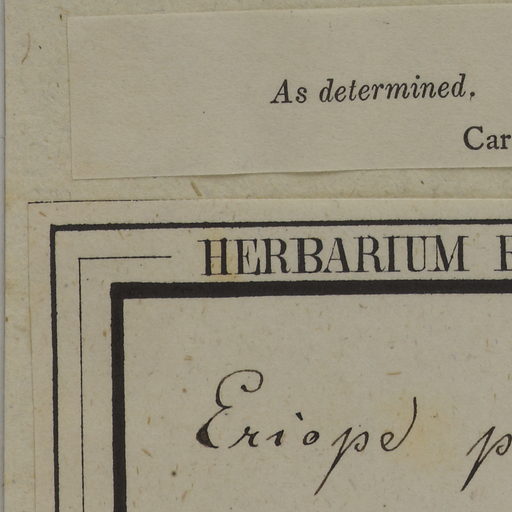 As determined,
Car
HERBARIUM
Eriope p